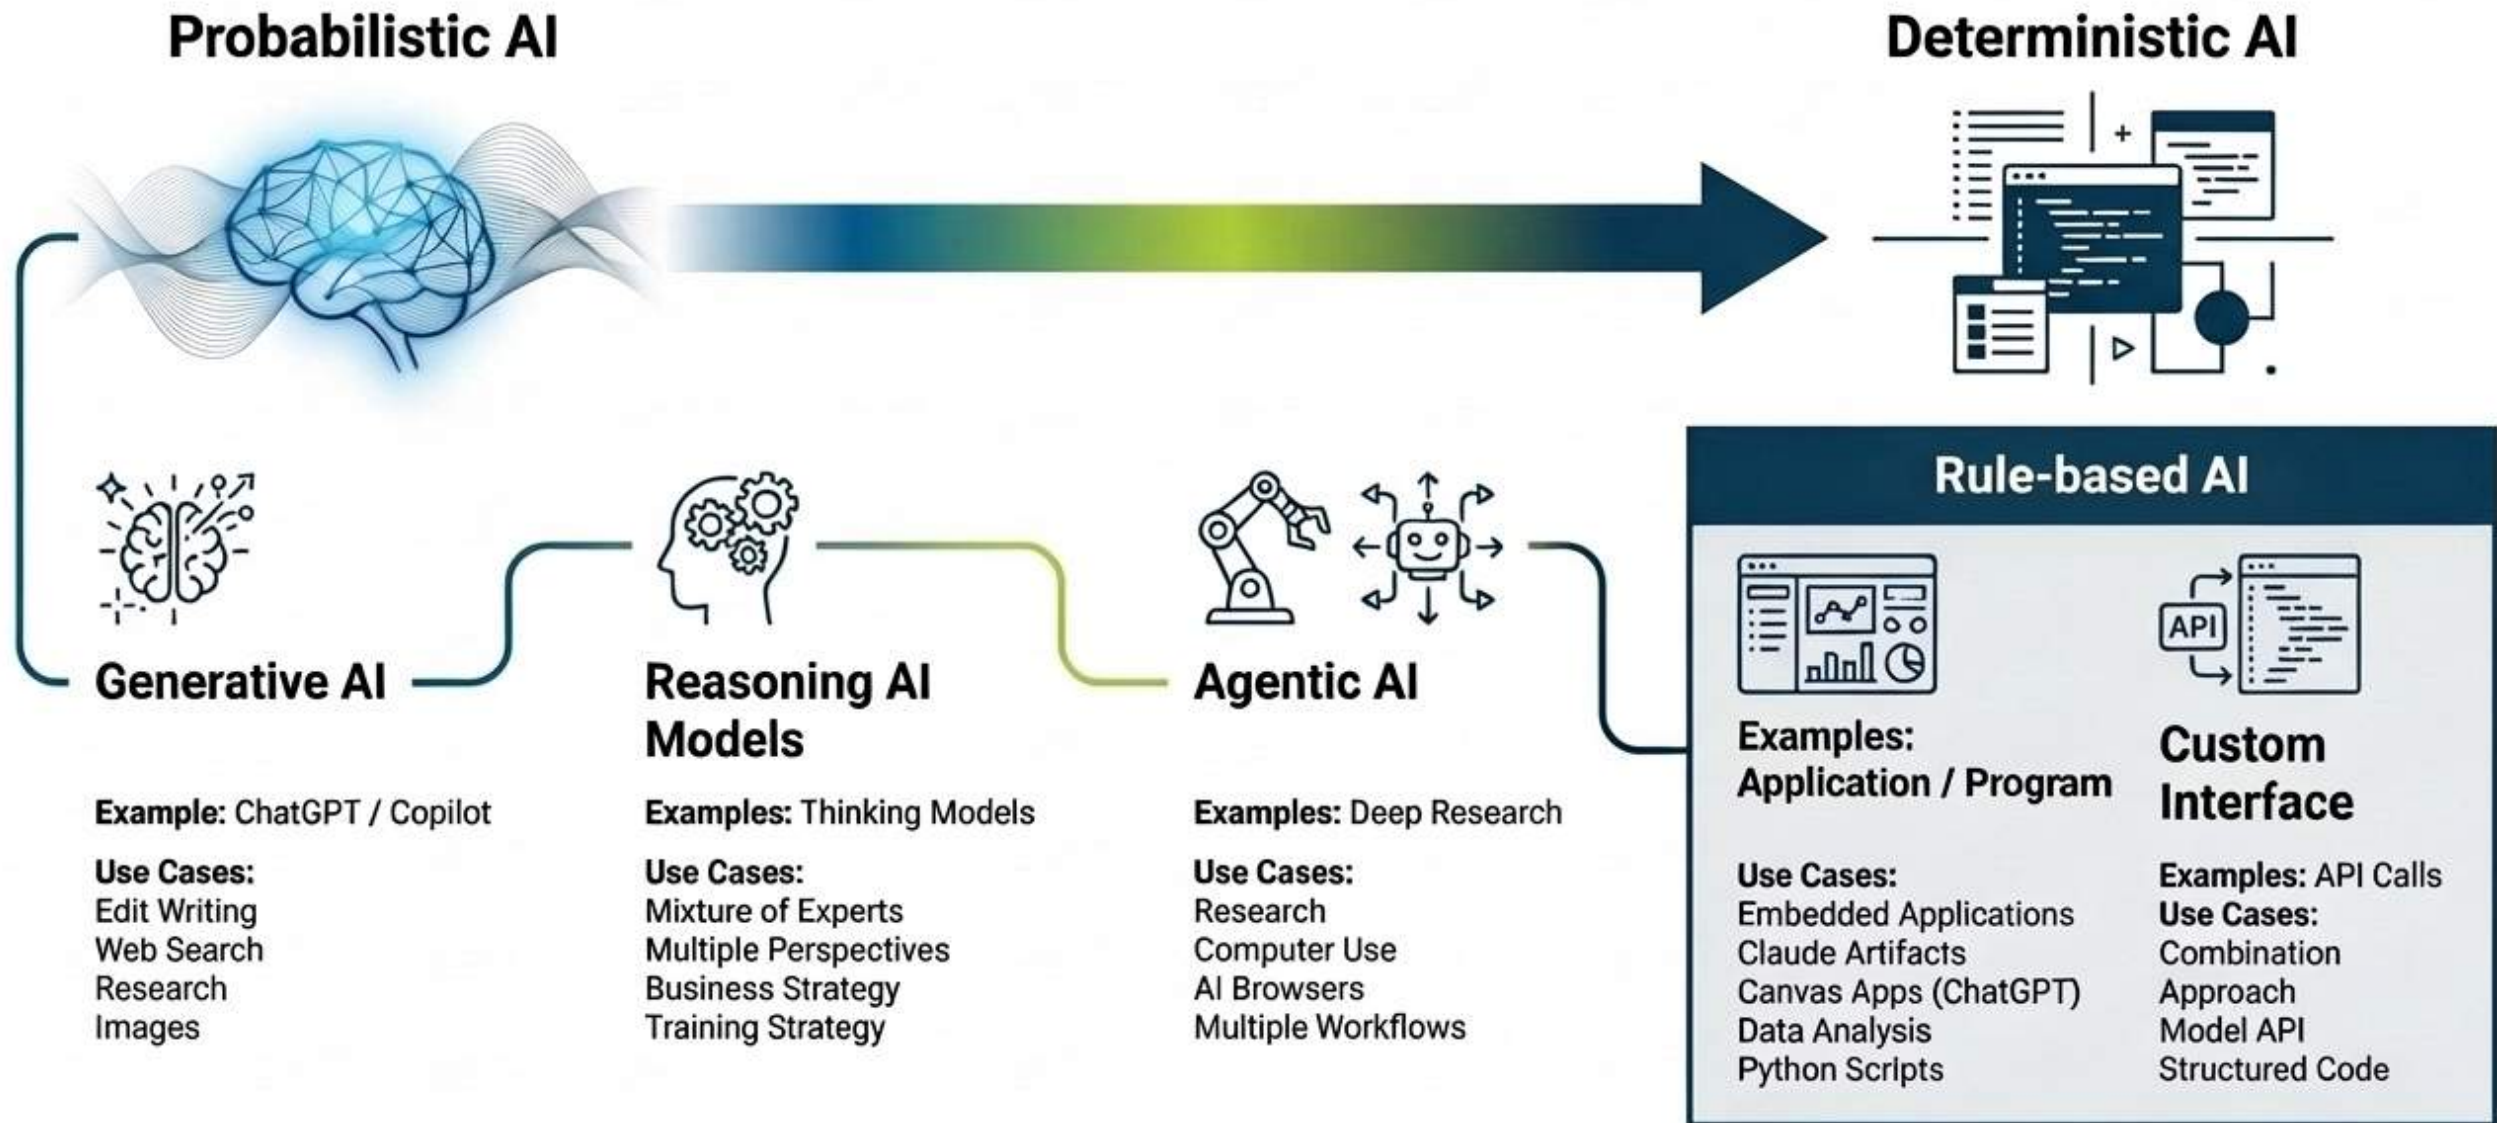 Probabilistic AI
Deterministic AI
Generative AI
Example: ChatGPT / Copilot
Use Cases:
Edit Writing
Web Search
Research
Images
Reasoning AI
Models
Examples: Thinking Models
Use Cases:
Mixture of Experts
Multiple Perspectives
Business Strategy
Training Strategy
Agentic AI
Examples: Deep Research
Use Cases:
Research
Computer Use
AI Browsers
Multiple Workflows
Rule-based AI
Examples:
Application / Program
Use Cases:
Embedded Applications
Claude Artifacts
Canvas Apps (ChatGPT)
Data Analysis
Python ScrIpts
API
Custom
Interface
Examples: API Calls
Use Cases:
Combination
Approach
Model API
Structured Code